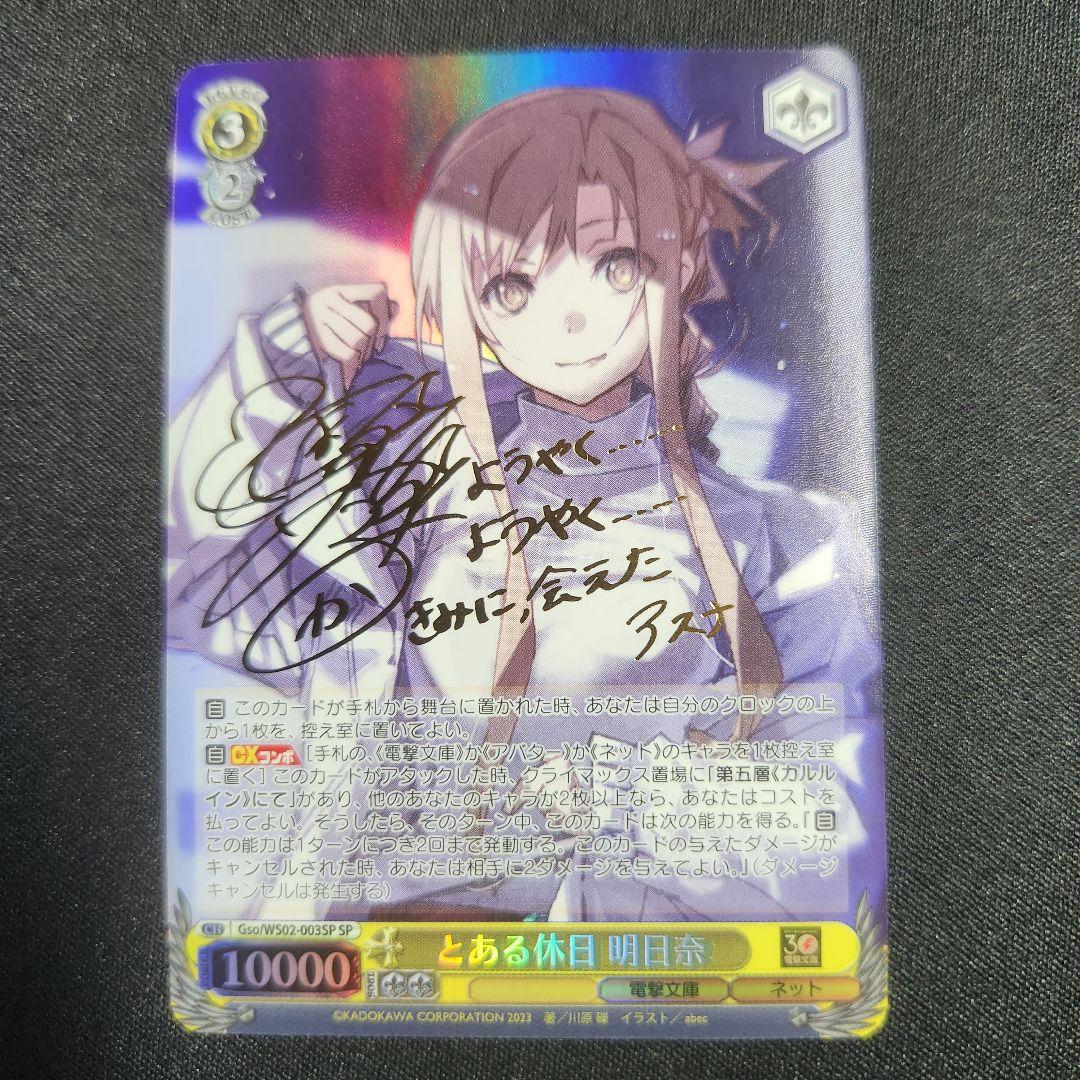 LEVEL
3
2
COST
ようやく……
ようやく……
きみに,会えた
アスナ
自 このカードが手札から舞台に置かれた時、あなたは自分のクロックの上
から1枚を、控え室に置いてよい。
自 CXコンボ ［手札の、《電撃文庫》か《アバター》か《ネット》のキャラを1枚控え室
に置く］ このカードがアタックした時、クライマックス置場に「第五層《カルル
イン》にて」があり、他のあなたのキャラが2枚以上なら、あなたはコストを
払ってよい。そうしたら、そのターン中、このカードは次の能力を得る。『自
この能力は1ターンにつき2回まで発動する。このカードの与えたダメージが
キャンセルされた時、あなたは相手に2ダメージを与えてよい。』（ダメージ
キャンセルは発生する）
CH Gso/WS02-003SP SP
とある休日 明日奈
30
電撃文庫
10000
SOUL
電撃文庫 ネット
©KADOKAWA CORPORATION 2023 著／川原 礫 イラスト／abec